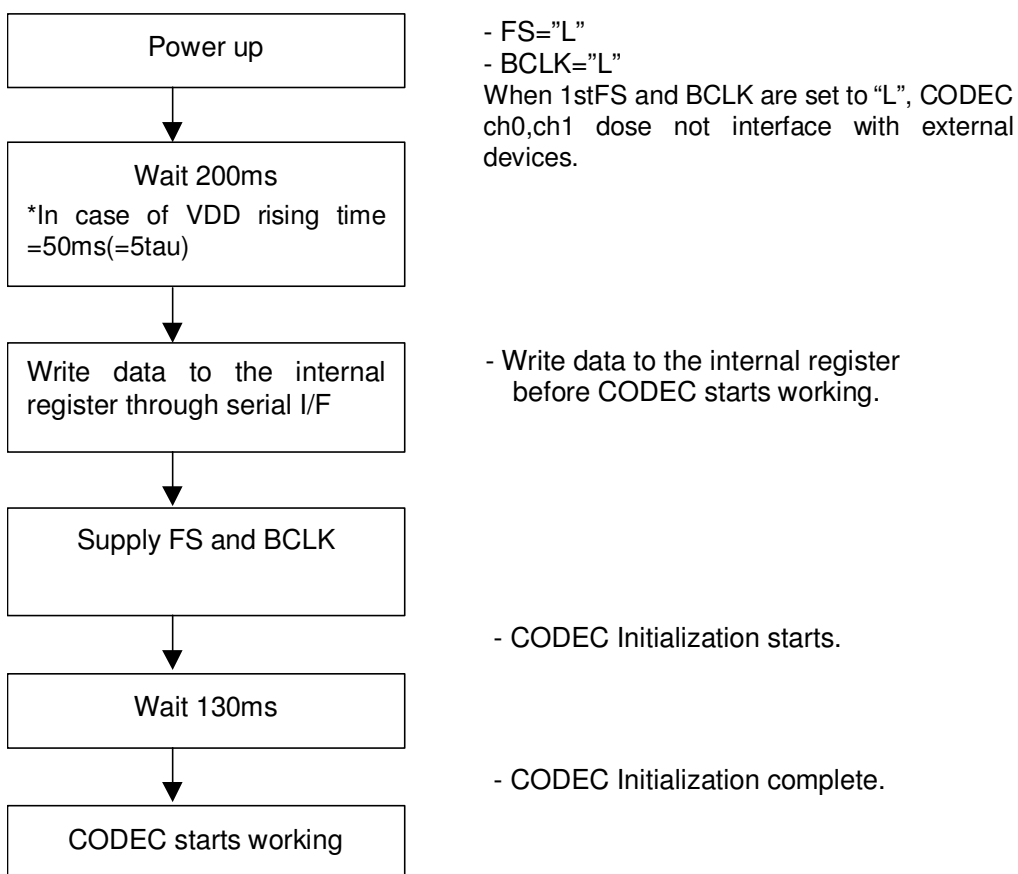 Power up
- FS=”L”
- BCLK=”L”
When 1stFS and BCLK are set to “L”, CODEC
ch0,ch1 dose not interface with external
devices.
Wait 200ms
*In case of VDD rising time
=50ms(=5tau)
Write data to the internal
register through serial I/F
- Write data to the internal register
before CODEC starts working.
Supply FS and BCLK
- CODEC Initialization starts.
Wait 130ms
- CODEC Initialization complete.
CODEC starts working